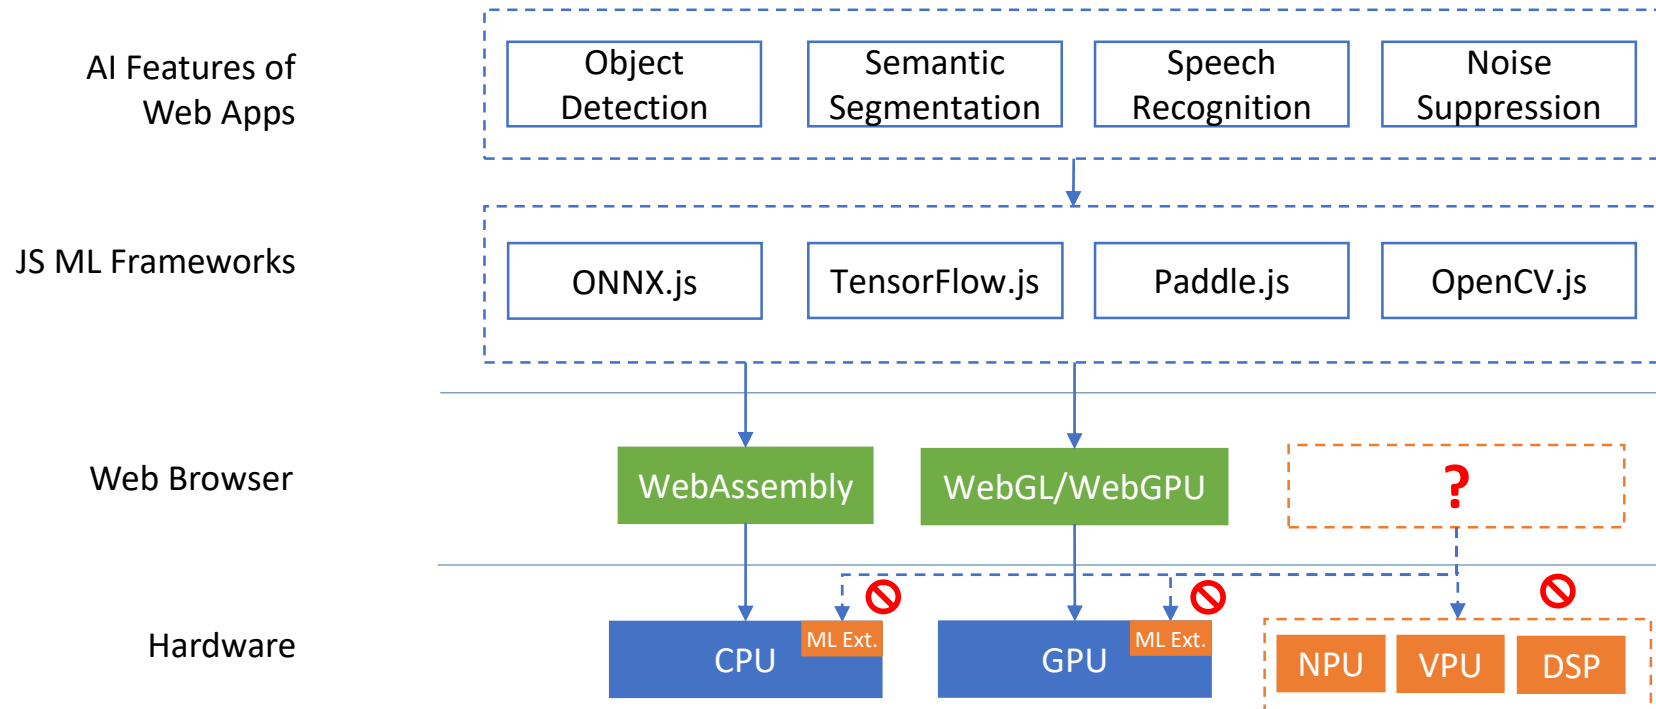 AI Features of
Web Apps
Object
Detection
Semantic
Segmentation
Speech
Recognition
Noise
Suppression
JS ML Frameworks
ONNX.js
TensorFlow.js
Paddle.js
OpenCV.js
Web Browser
WebAssembly
WebGL/WebGPU
?
Hardware
CPU
ML Ext.
GPU
ML Ext.
NPU
VPU
DSP